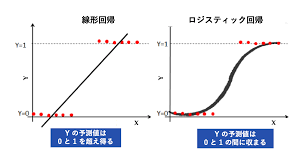 線形回帰
Y=1
Y
Y=0
X
Y の予測値は
0 と 1 を超え得る
ロジスティック回帰
Y=1
Y
Y=0
X
Y の予測値は
0 と 1 の間に収まる